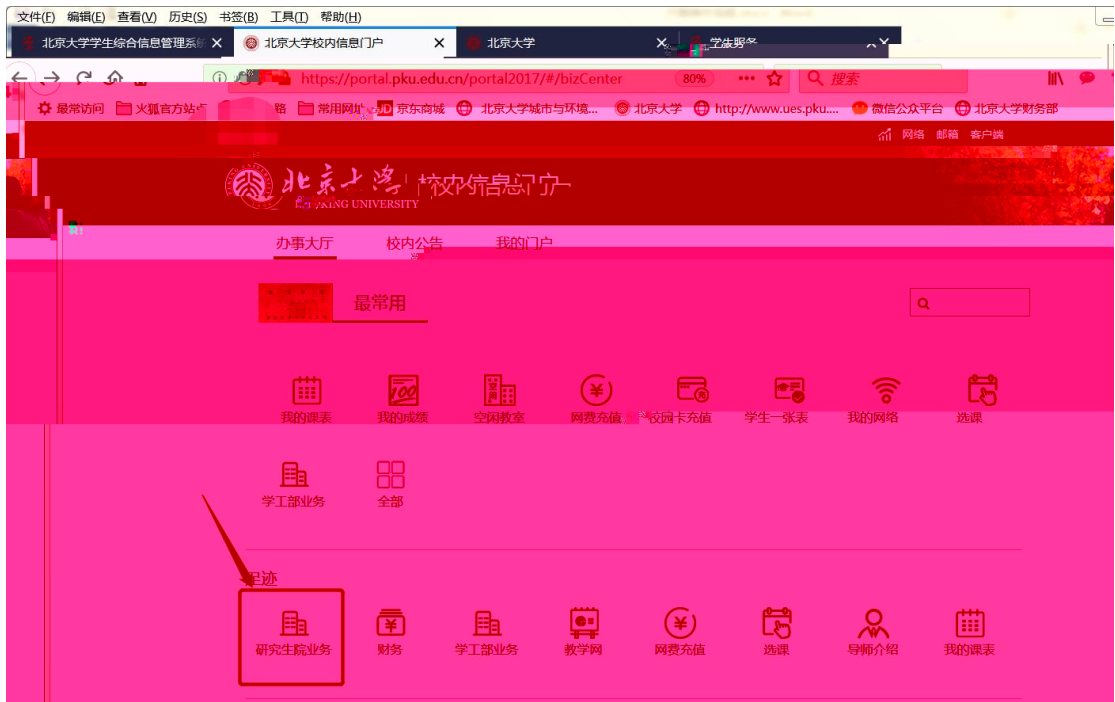 文件(F) 编辑(E) 查看(V) 历史(S) 书签(B) 工具(T) 帮助(H)
北京大学学生综合信息管理系统 北京大学校内信息门户 北京大学
https://portal.pku.edu.cn/portal2017/#/bizCenter 80% 搜索
最常访问 火狐官方站点 常用网址 JD 京东商城 北京大学城市与环境... 北京大学 http://www.ues.pku.... 微信公众平台 北京大学财务部
网络 邮箱 客户端
北京大学 校内信息门户
PEKING UNIVERSITY
办事大厅 校内公告 我的门户
最常用
100 空闲
我的课表 我的成绩 空闲教室 网费充值 校园卡充值 学生一张表 我的网络 选课
学工部业务 全部
足迹
研究生院业务 财务 学工部业务 教学网 网费充值 选课 导师介绍 我的课表